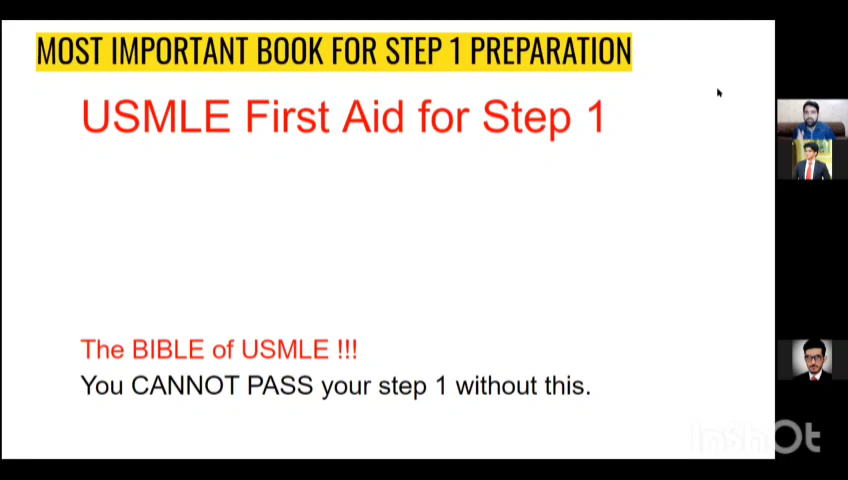 MOST IMPORTANT BOOK FOR STEP 1 PREPARATION
USMLE First Aid for Step 1
The BIBLE of USMLE !!!
You CANNOT PASS your step 1 without this.
InshOt